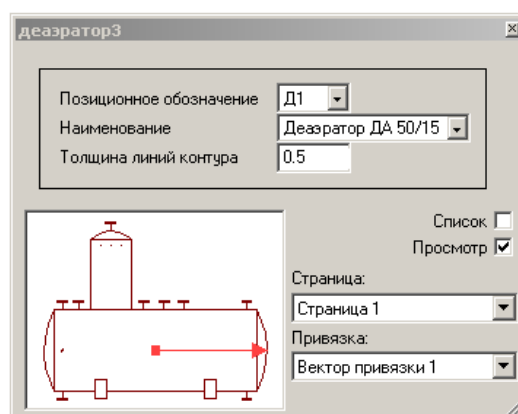 деаэратор3
Позиционное обозначение Д1
Наименование Деаэратор ДА 50/15
Толщина линий контура 0.5
Список
Просмотр
Страница:
Страница 1
Привязка:
Вектор привязки 1